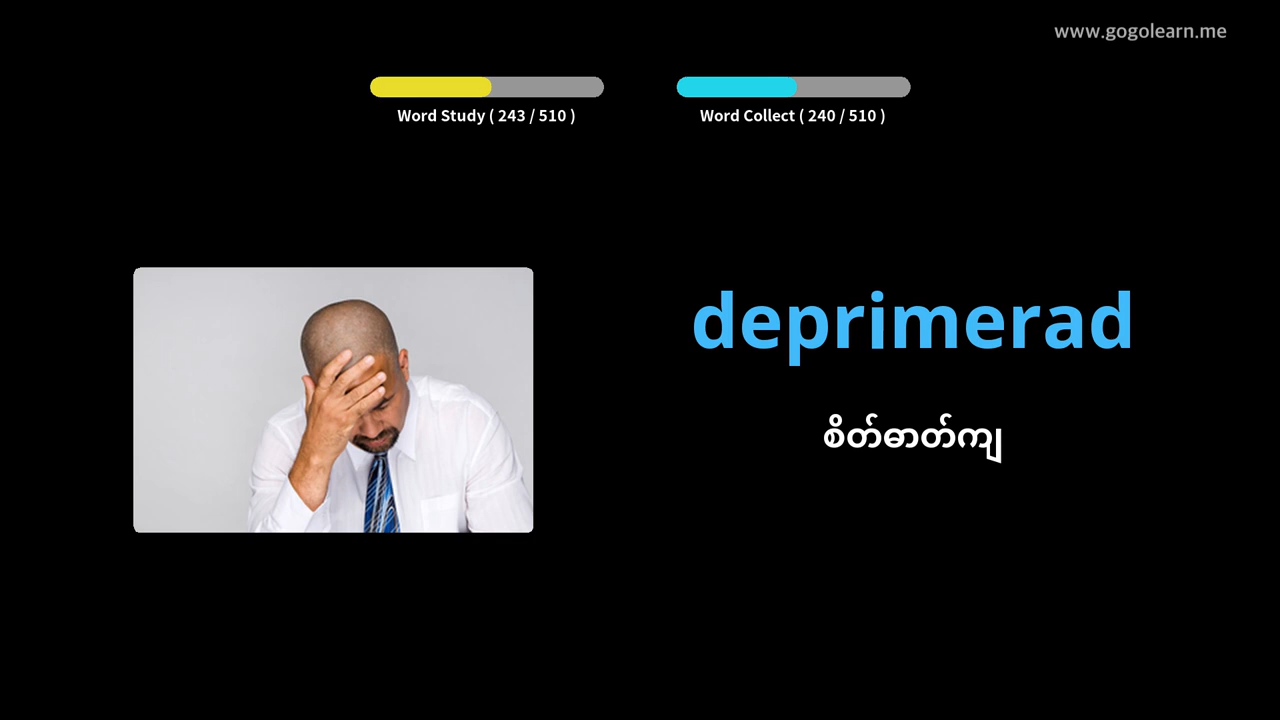 www.gogolearn.me
Word Study ( 243 / 510 )
Word Collect ( 240 / 510 )
deprimerad
စိတ်ဓာတ်ကျ